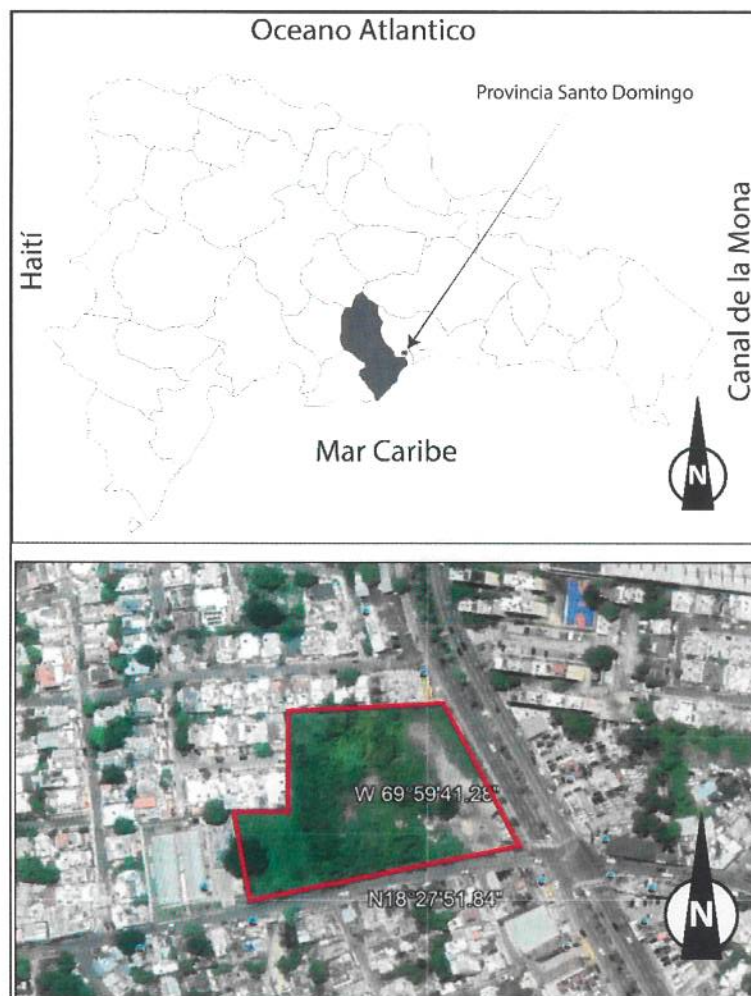 Oceano Atlantico
Provincia Santo Domingo
Haití
Canal de la Mona
Mar Caribe
N
W 69°59'41.28"
N18°27'51.84"
N